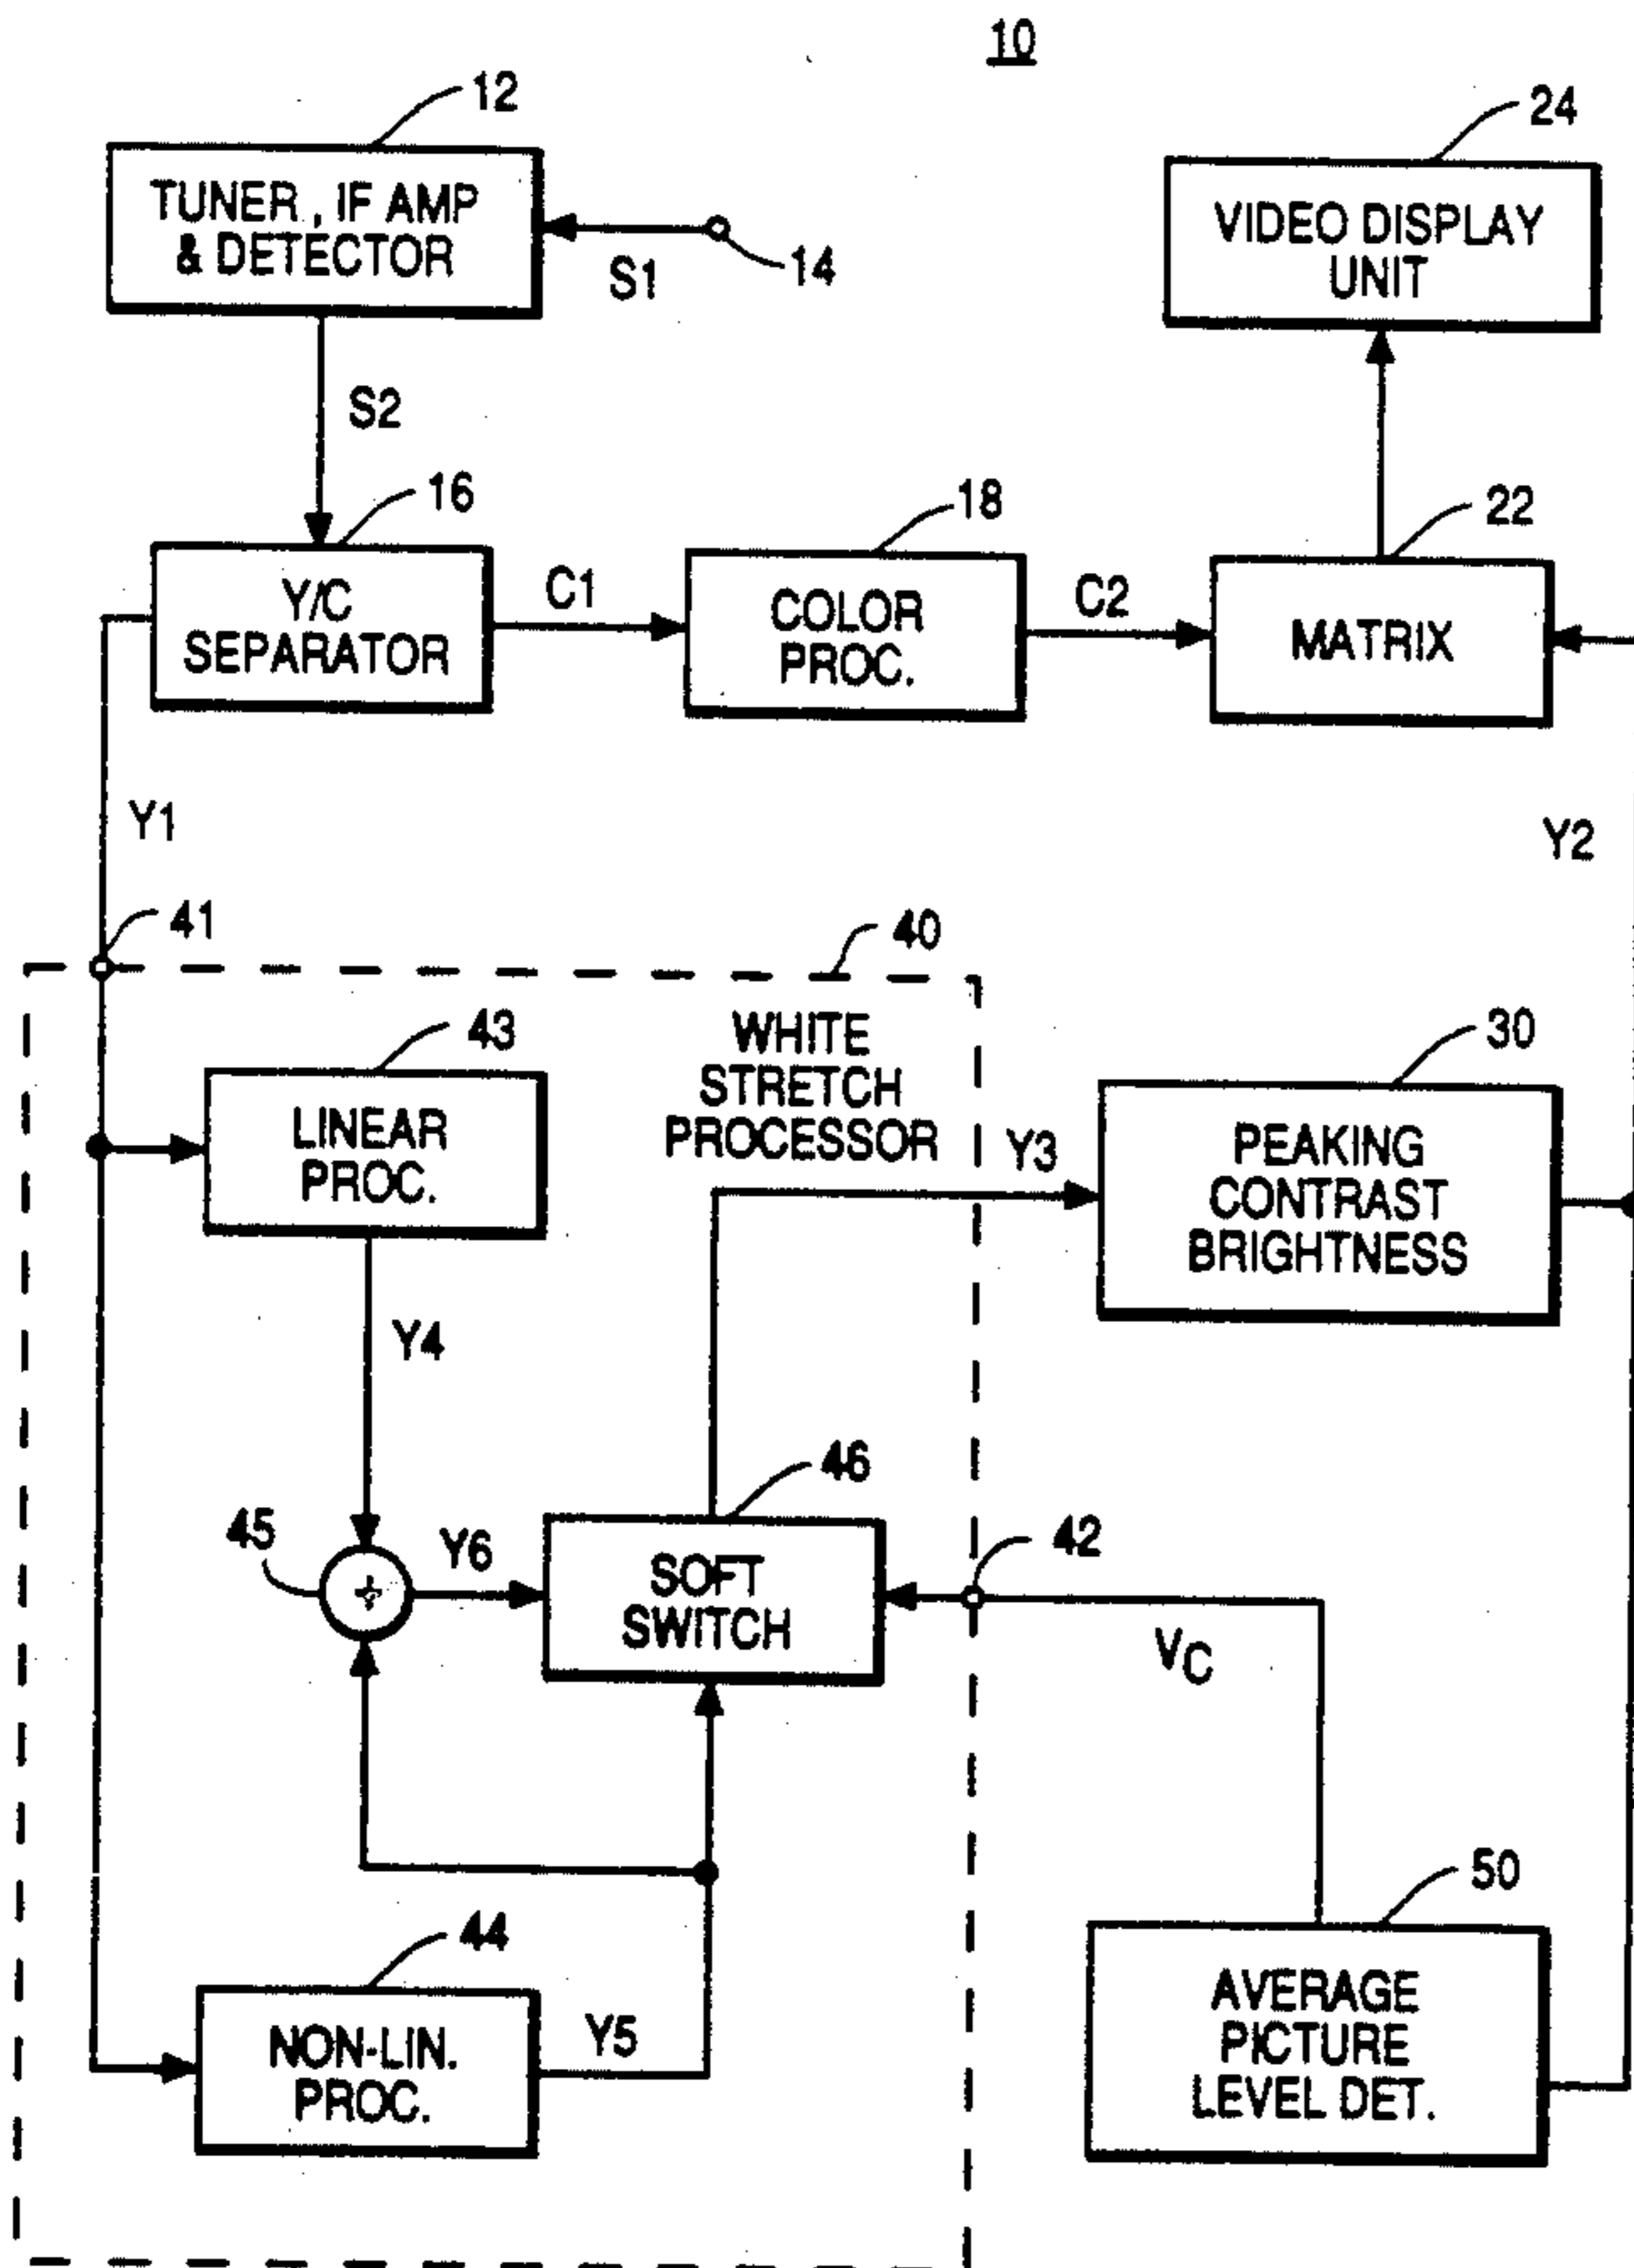 10
12
24
TUNER, IF AMP
& DETECTOR
S1
14
VIDEO DISPLAY
UNIT
S2
16
18
22
Y/C
SEPARATOR
C1
COLOR
PROC.
C2
MATRIX
Y1
Y2
41
40
43
WHITE
STRETCH
PROCESSOR
30
LINEAR
PROC.
Y3
PEAKING
CONTRAST
BRIGHTNESS
Y4
46
45
+
Y6
SOFT
SWITCH
42
VC
50
44
NON-LIN.
PROC.
Y5
AVERAGE
PICTURE
LEVEL DET.